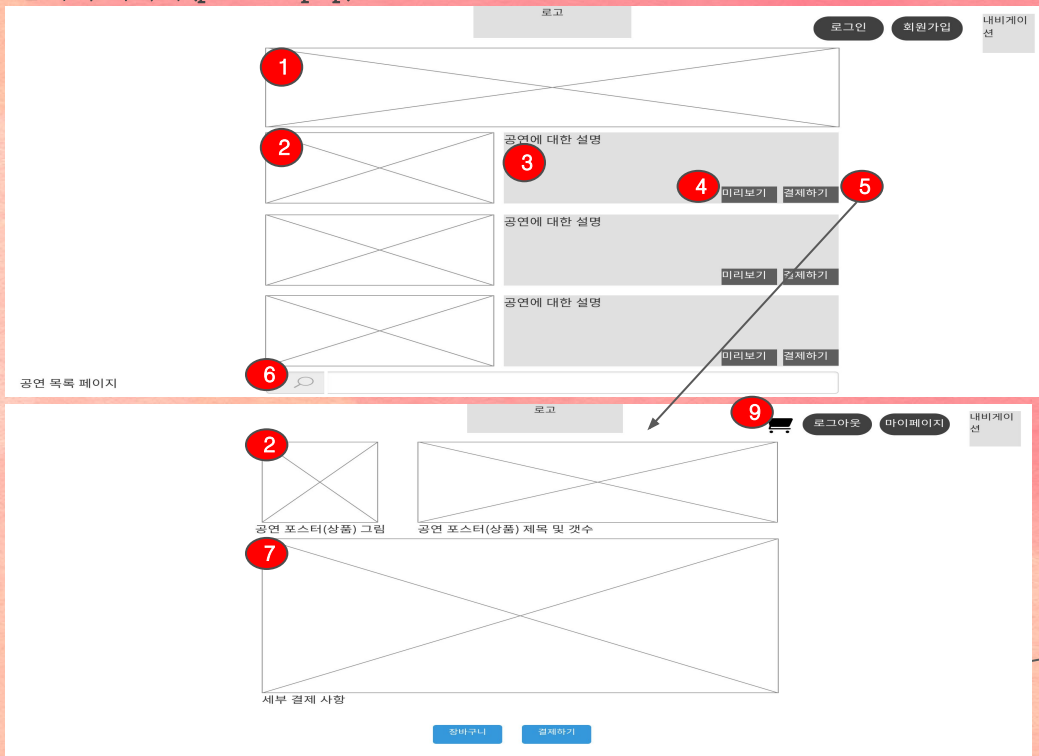 로고
로그인 회원가입 내비게이
션
1
2 공연에 대한 설명
3
4 미리보기 결제하기 5
공연에 대한 설명
미리보기 결제하기
공연에 대한 설명
미리보기 결제하기
6
공연 목록 페이지
로고
9 로그아웃 마이페이지 내비게이
션
2
공연 포스터(상품) 그림 공연 포스터(상품) 제목 및 갯수
7
세부 결제 사항
장바구니 결제하기